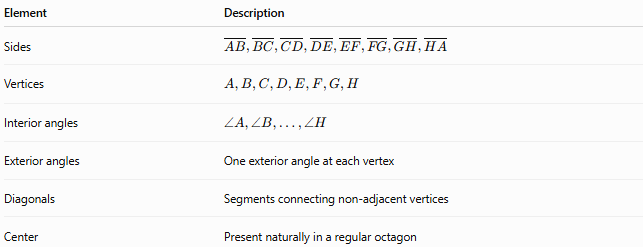 Element Description
Sides $\overline{AB}, \overline{BC}, \overline{CD}, \overline{DE}, \overline{EF}, \overline{FG}, \overline{GH}, \overline{HA}$
Vertices $A, B, C, D, E, F, G, H$
Interior angles $\angle A, \angle B, \ldots, \angle H$
Exterior angles One exterior angle at each vertex
Diagonals Segments connecting non-adjacent vertices
Center Present naturally in a regular octagon